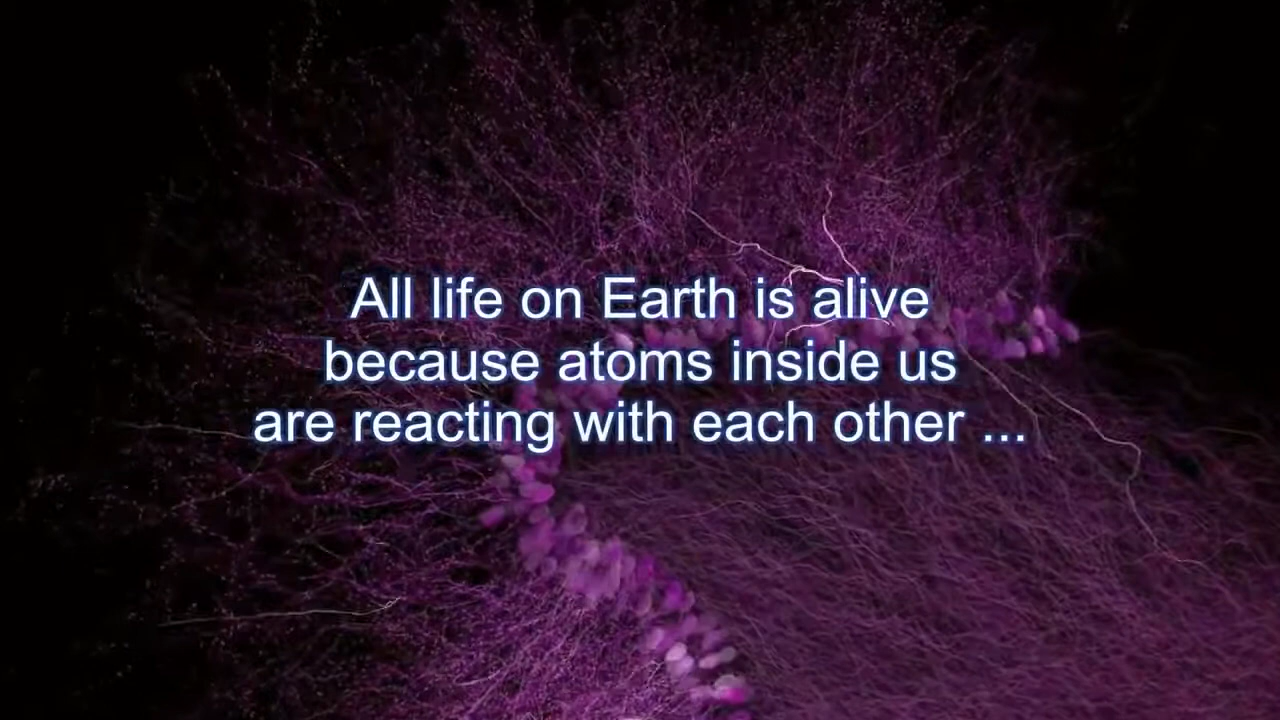 All life on Earth is alive
because atoms inside us
are reacting with each other ...